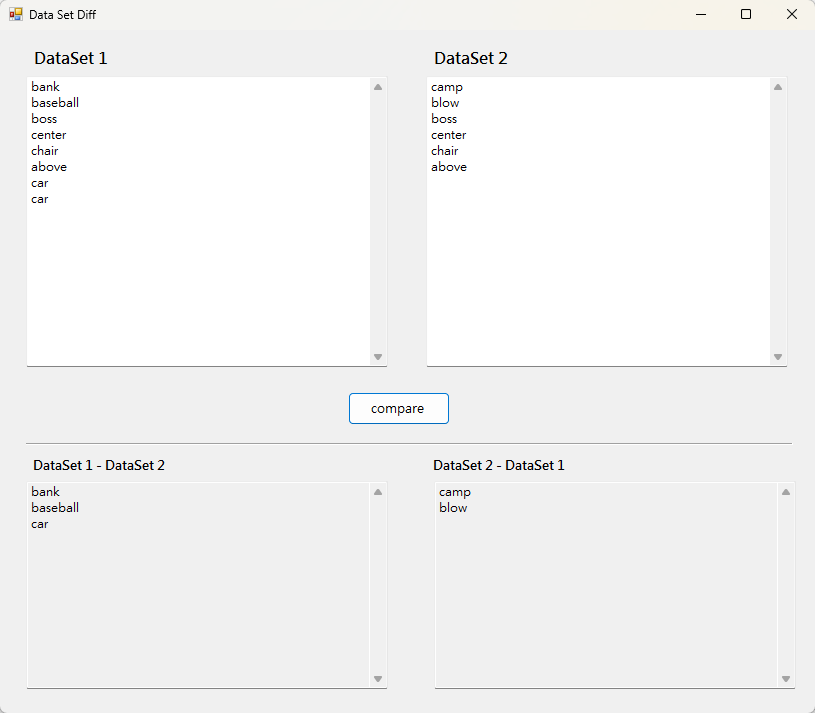 Data Set Diff
DataSet 1
bank
baseball
boss
center
chair
above
car
car
DataSet 2
camp
blow
boss
center
chair
above
compare
DataSet 1 - DataSet 2
bank
baseball
car
DataSet 2 - DataSet 1
camp
blow